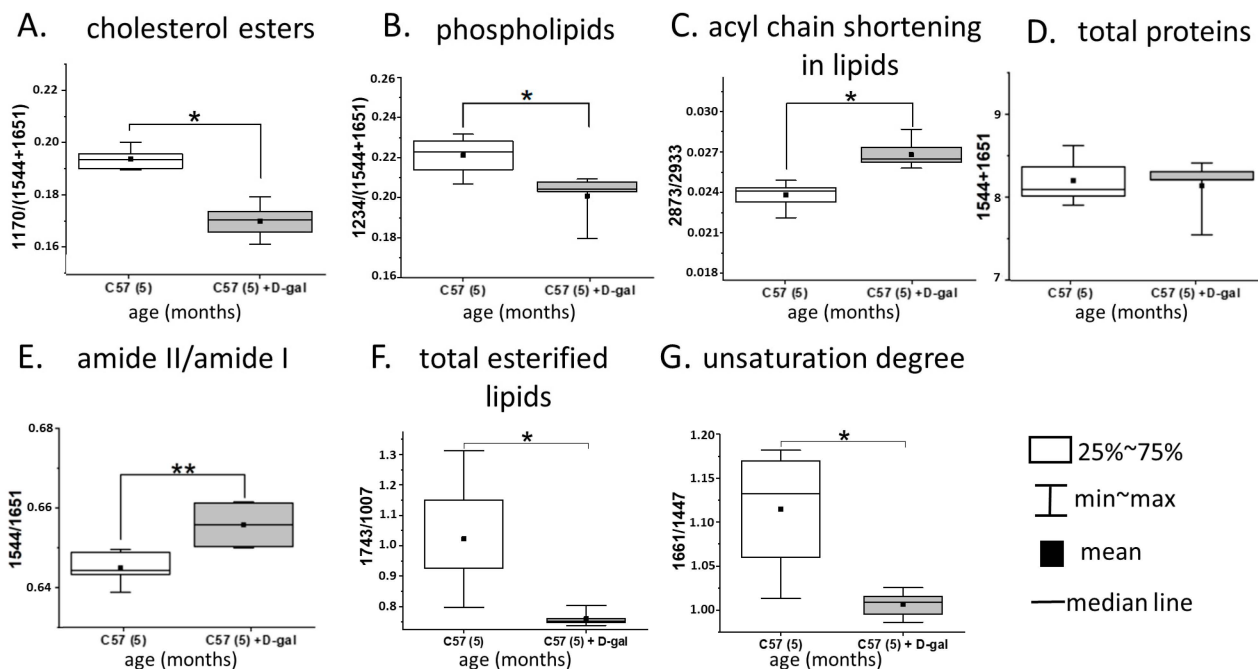 A. cholesterol esters
1170/(1544+1651)
0.22
0.20
0.18
0.16
*
C57 (5) C57 (5) +D-gal
age (months)
B. phospholipids
1234/(1544+1651)
0.26
0.24
0.22
0.20
0.18
0.16
*
C57 (5) C57 (5) +D-gal
age (months)
C. acyl chain shortening
in lipids
2873/2933
0.030
0.027
0.024
0.021
0.018
*
C57 (5) C57 (5) +D-gal
age (months)
D. total proteins
1544+1651
9
8
7
C57 (5) C57 (5) +D-gal
age (months)
E. amide II/amide I
1544/1651
0.68
0.66
0.64
**
C57 (5) C57 (5) +D-gal
age (months)
F. total esterified
lipids
1743/1007
1.3
1.2
1.1
1.0
0.9
0.8
*
C57 (5) C57 (5) + D-gal
age (months)
G. unsaturation degree
1661/1447
1.20
1.15
1.10
1.05
1.00
*
C57 (5) C57 (5) + D-gal
age (months)
25%~75%
min~max
mean
median line